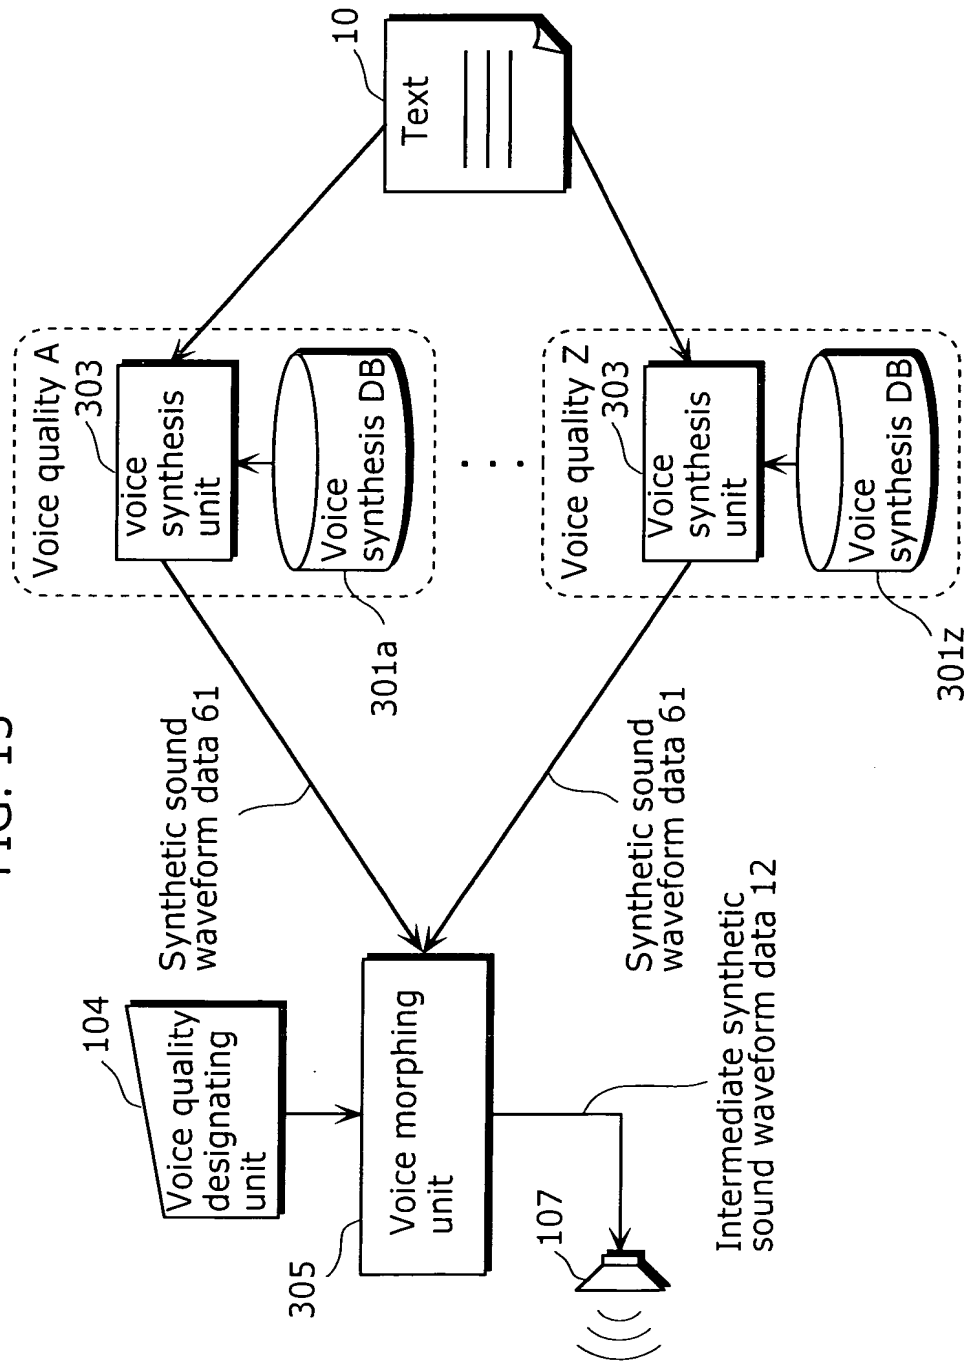 FIG.
Voice quality A
303
voice
synthesis
unit
Voice
synthesis DB
301a
10
Text
Synthetic sound
waveform data 61
104
Voice quality
designating
unit
305
Voice morphing
unit
107
. . .
Voice quality Z
303
Voice
synthesis
unit
Voice
synthesis DB
301z
Synthetic sound
waveform data 61
Intermediate synthetic
sound waveform data 12